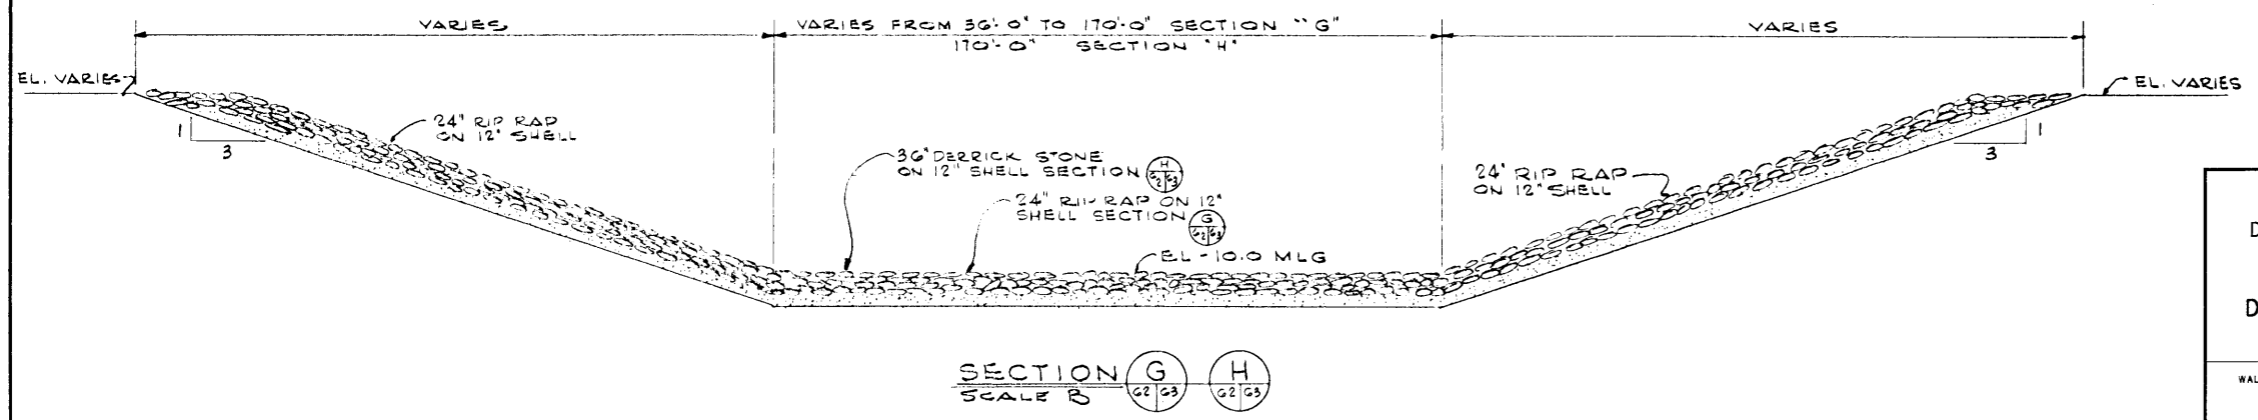 VARIES
VARIES FROM 36'-0" TO 170'-0" SECTION "G"
170'-0" SECTION "H"
VARIES
EL. VARIES
EL. VARIES
24" RIP RAP
ON 12" SHELL
1
3
36" DERRICK STONE
ON 12" SHELL SECTION H
G2 G3
24" RIP RAP ON 12"
SHELL SECTION G
G2 G3
24" RIP RAP
ON 12" SHELL
1
3
EL -10.0 MLG
SECTION G H
G2 G3 G2 G3
SCALE B
D
D
WAL